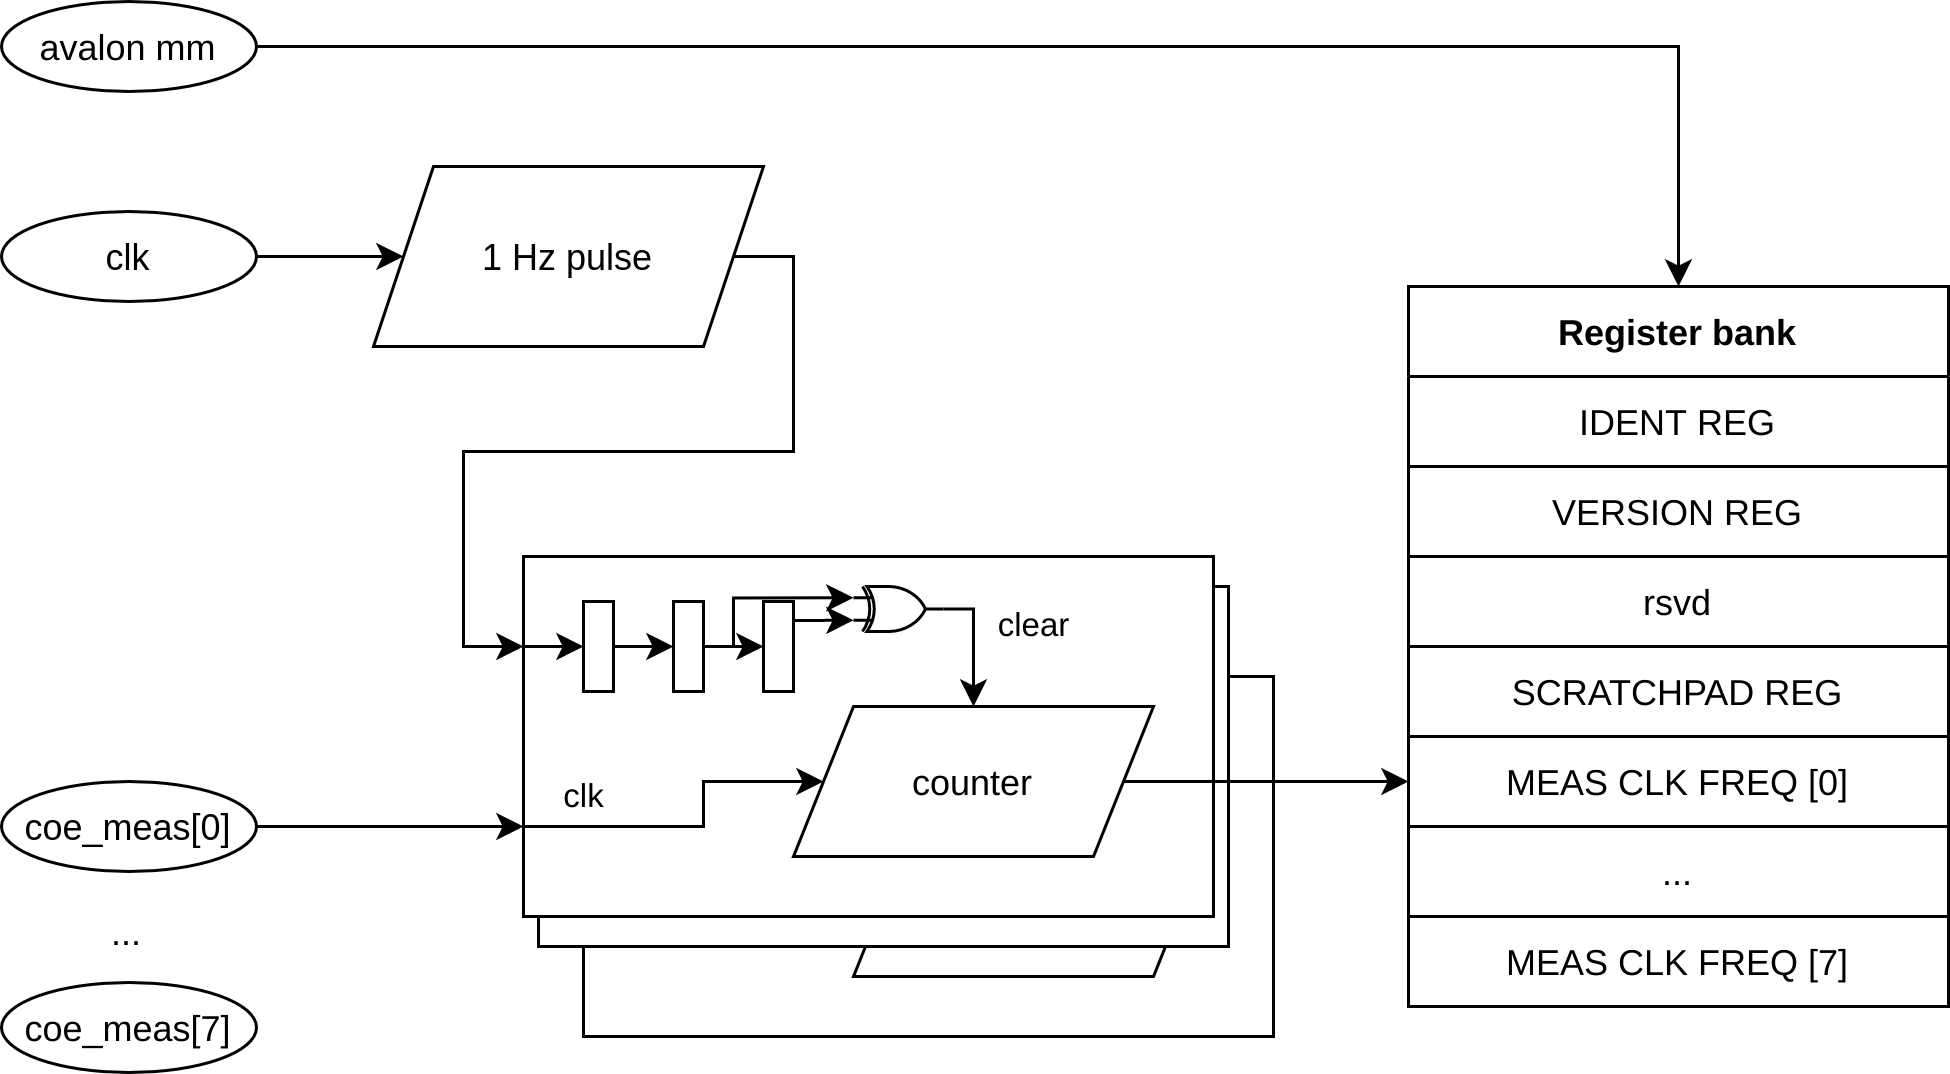 avalon mm
clk
1 Hz pulse
Register bank
IDENT REG
VERSION REG
rsvd
SCRATCHPAD REG
MEAS CLK FREQ [0]
...
MEAS CLK FREQ [7]
clear
counter
clk
coe_meas[0]
...
coe_meas[7]